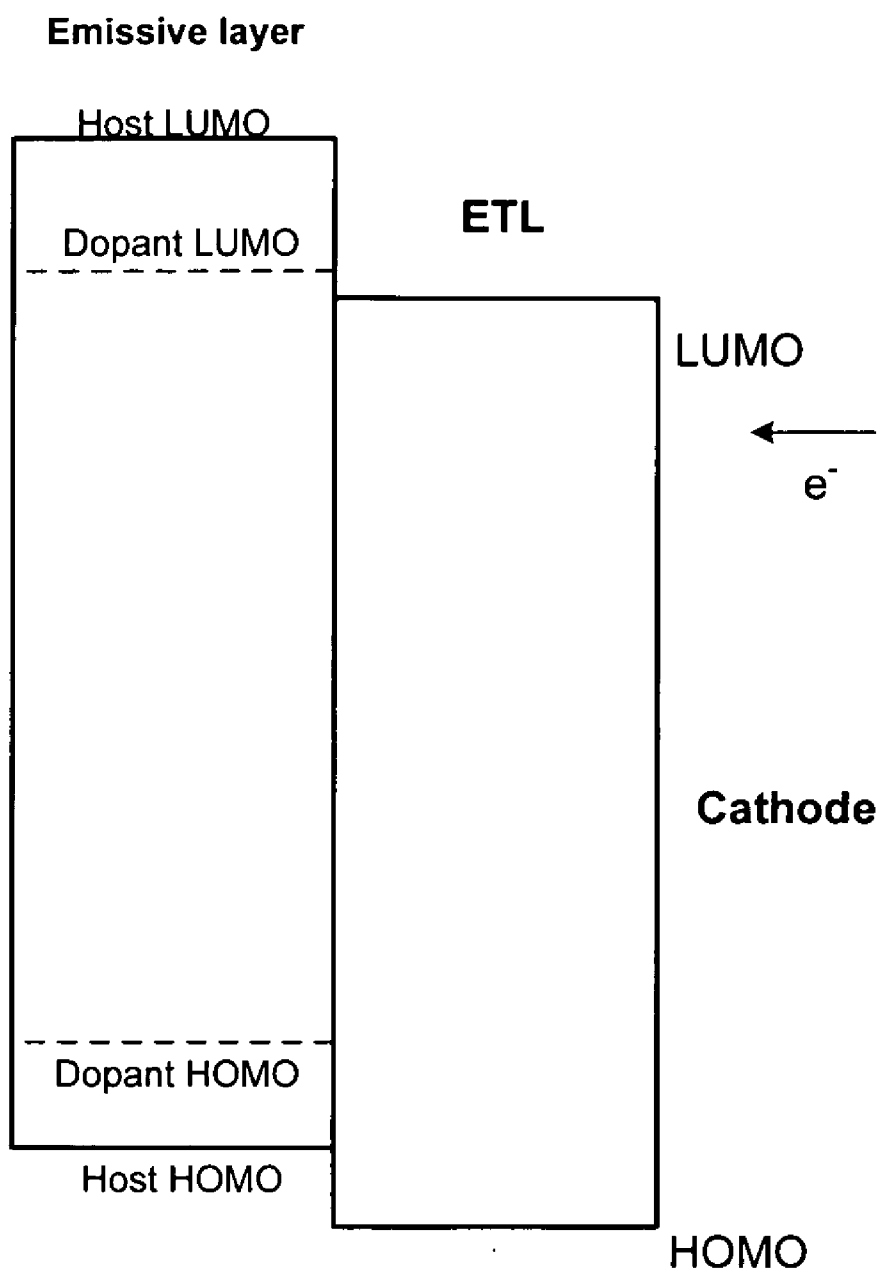 Emissive layer
Host LUMO
Dopant LUMO
ETL
LUMO
e-
Cathode
Dopant HOMO
Host HOMO
HOMO